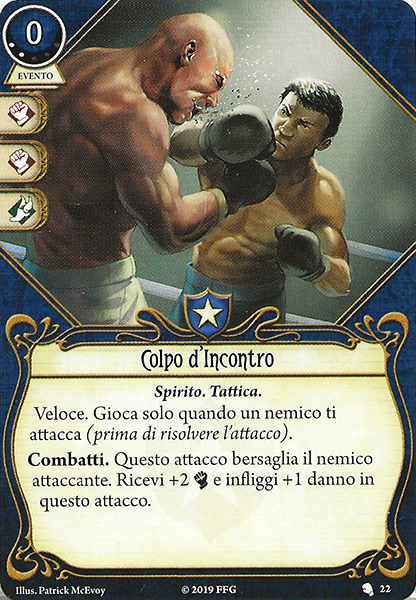 0
EVENTO
Colpo d'Incontro
Spirito. Tattica.
Veloce. Gioca solo quando un nemico ti
attacca (prima di risolvere l'attacco).
Combatti. Questo attacco bersaglia il nemico
attaccante. Ricevi +2 e infliggi +1 danno in
questo attacco.
Illus. Patrick McEvoy © 2019 FFG 22